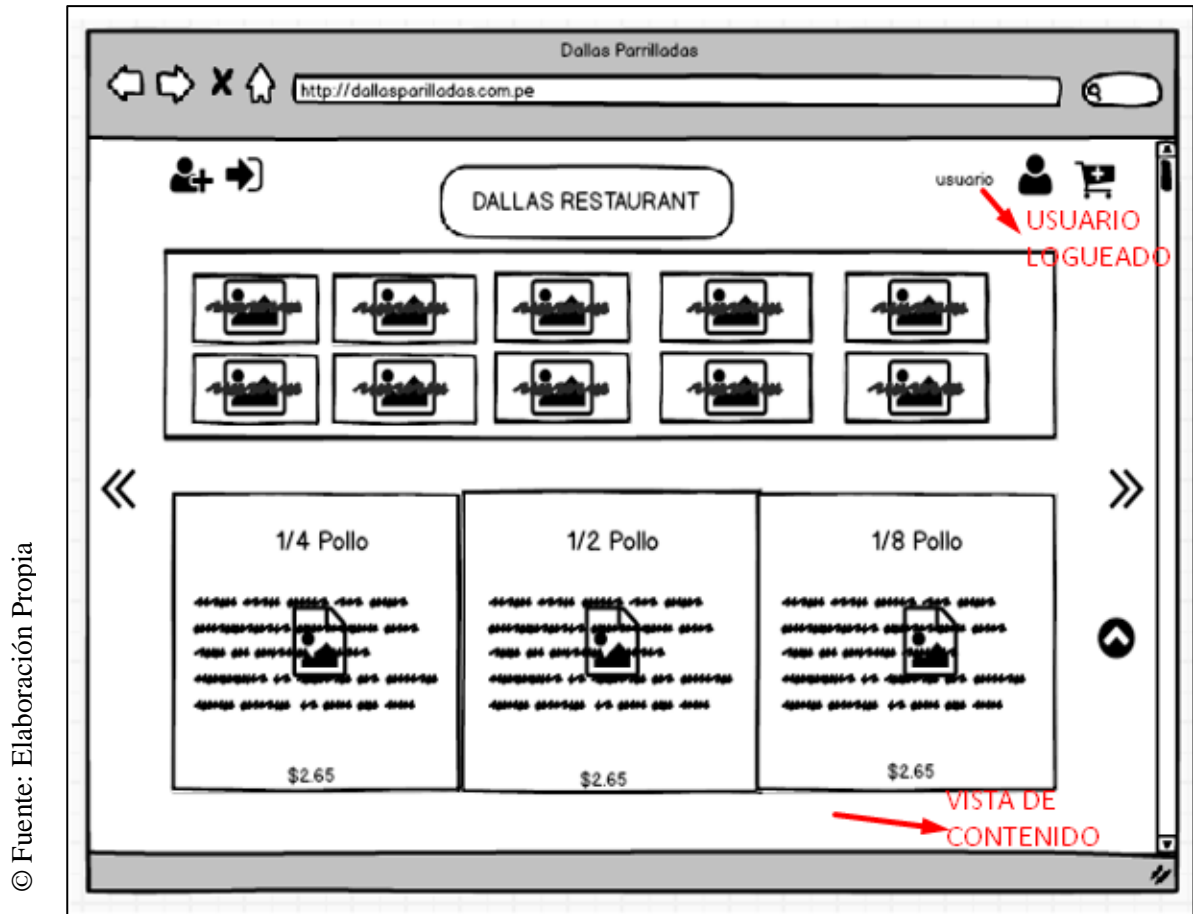 Dallas Parrilladas
http://dallasparilladas.com.pe
DALLAS RESTAURANT
usuario
USUARIO
LOGUEADO
1/4 Pollo
1/2 Pollo
1/8 Pollo
$2.65
$2.65
$2.65
VISTA DE
CONTENIDO
© Fuente: Elaboración Propia